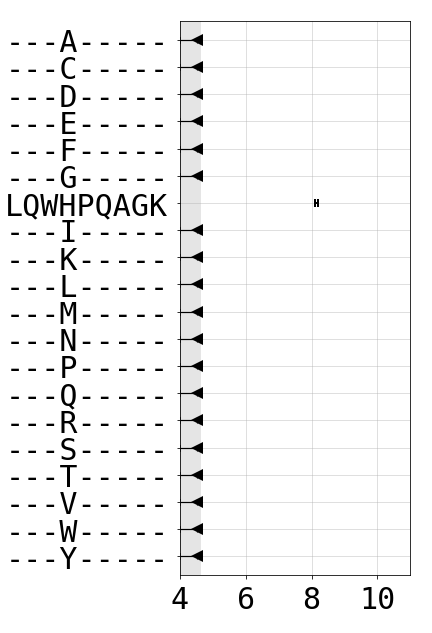 ---A-----
---C-----
---D-----
---E-----
---F-----
---G-----
LQWHPQAGK
---I-----
---K-----
---L-----
---M-----
---N-----
---P-----
---Q-----
---R-----
---S-----
---T-----
---V-----
---W-----
---Y-----
4 6 8 10